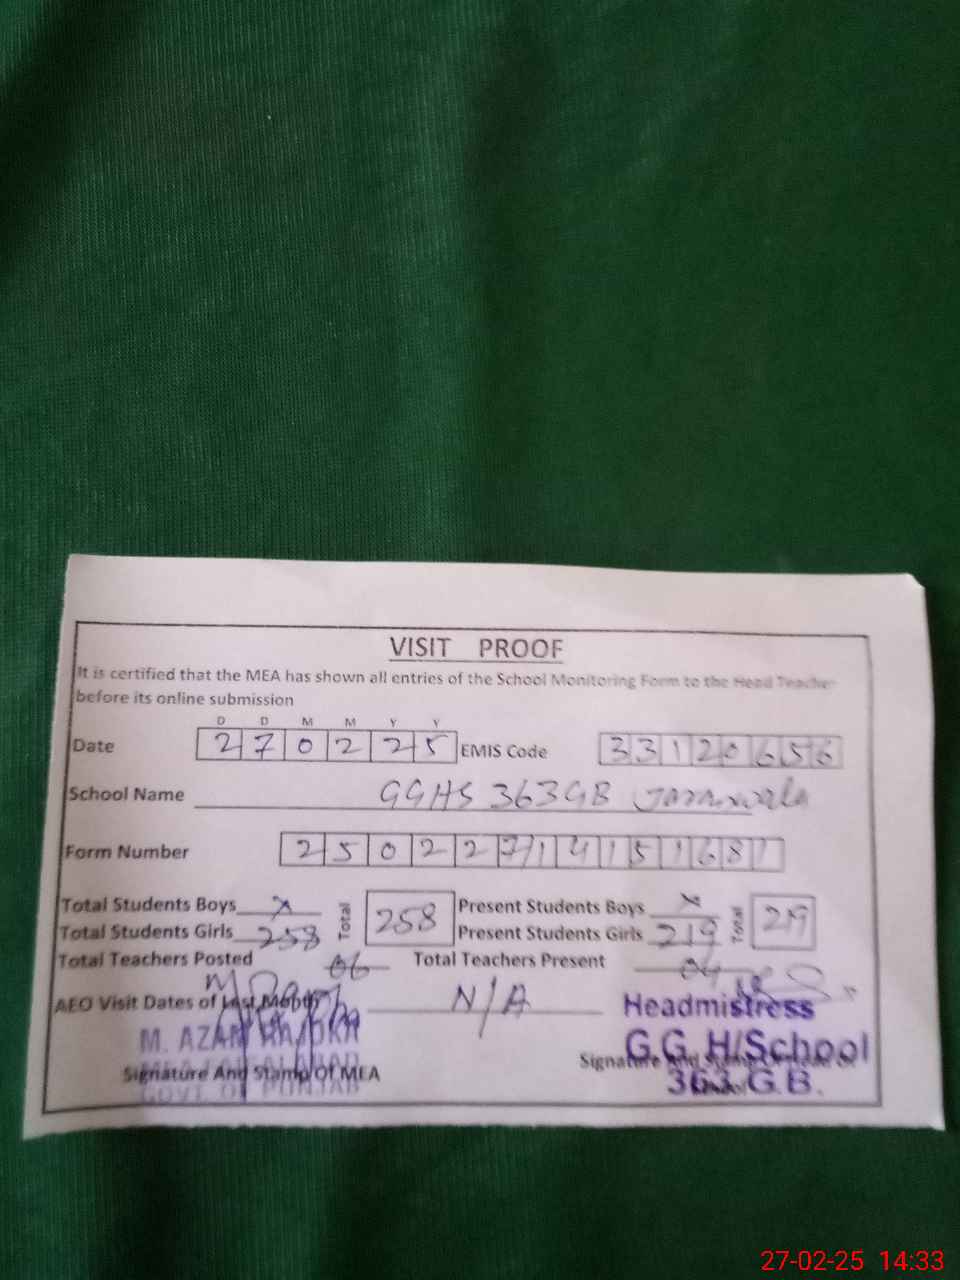 VISIT PROOF
It is certified that the MEA has shown all entries of the School Monitoring Form to the Head Teacher
before its online submission
D D M M Y Y
Date 2 7 0 2 2 5 EMIS Code 3 3 1 2 0 6 5 6
School Name GGHS 363GB Jaranwala
Form Number 2 5 0 2 2 7 1 4 1 5 1 6 8 1
Total Students Boys x Total 258 Present Students Boys x Total 219
Total Students Girls 258 Present Students Girls 219
Total Teachers Posted 06 Total Teachers Present 04
AEO Visit Dates of Last Month N/A
Headmistress
M. AZAM
G.G.H/School
Signature And Stamp Of MEA
Signature And
363 G.B.
GOVT. OF PUNJAB
27-02-25 14:33